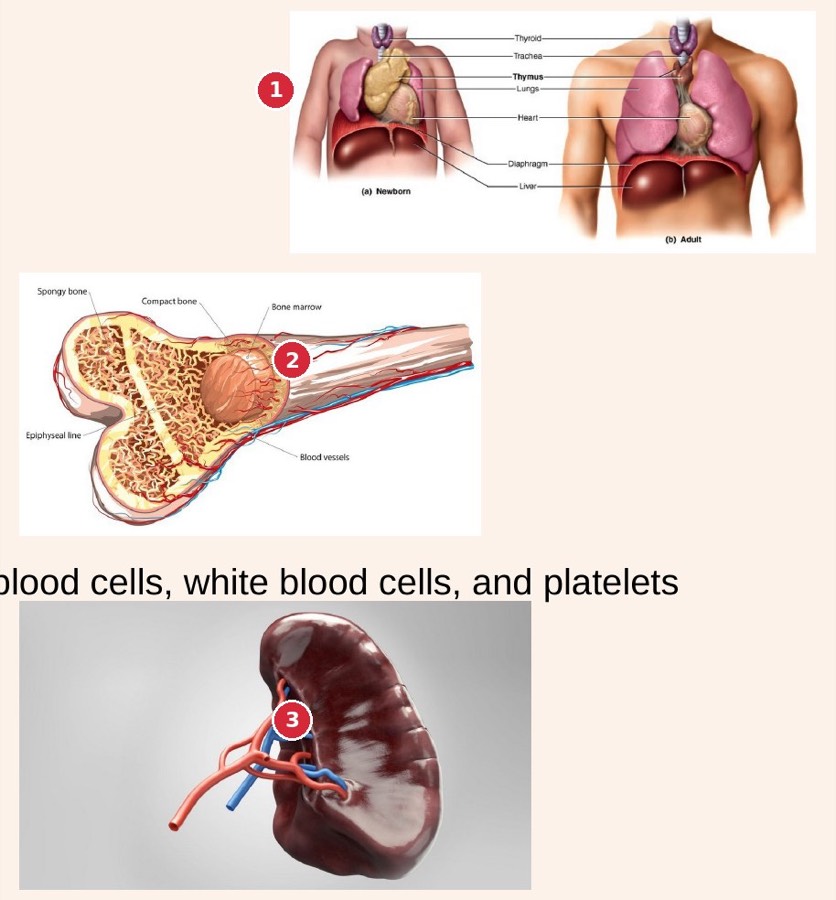 Thyroid
Trachea
1
Thymus
Lungs
Heart
Diaphragm
Liver
(a) Newborn
(b) Adult
Spongy bone
Compact bone
Bone marrow
2
Epiphyseal line
Blood vessels
blood cells, white blood cells, and platelets
3